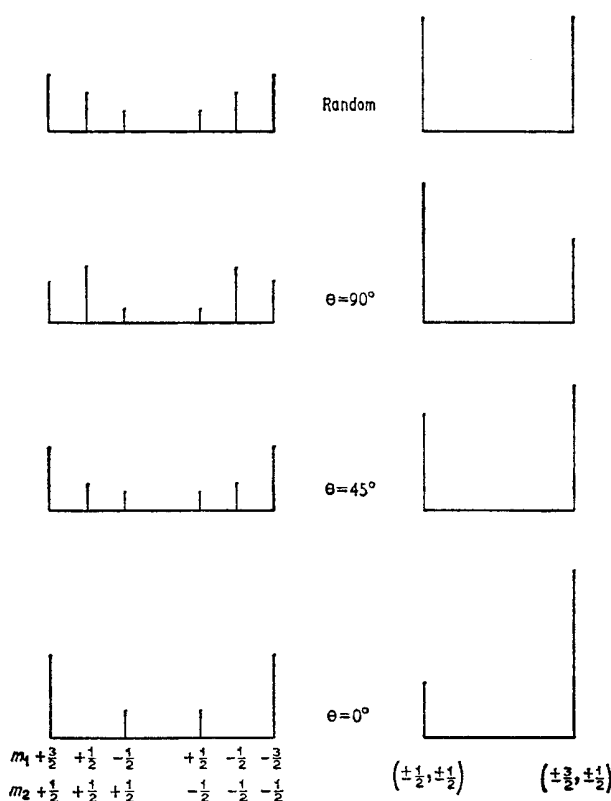 Random
θ=90°
θ=45°
θ=0°
m₁ +3/2 +1/2 -1/2 +1/2 -1/2 -3/2
m₂ +1/2 +1/2 +1/2 -1/2 -1/2 -1/2
(±1/2, ±1/2) (±3/2, ±1/2)